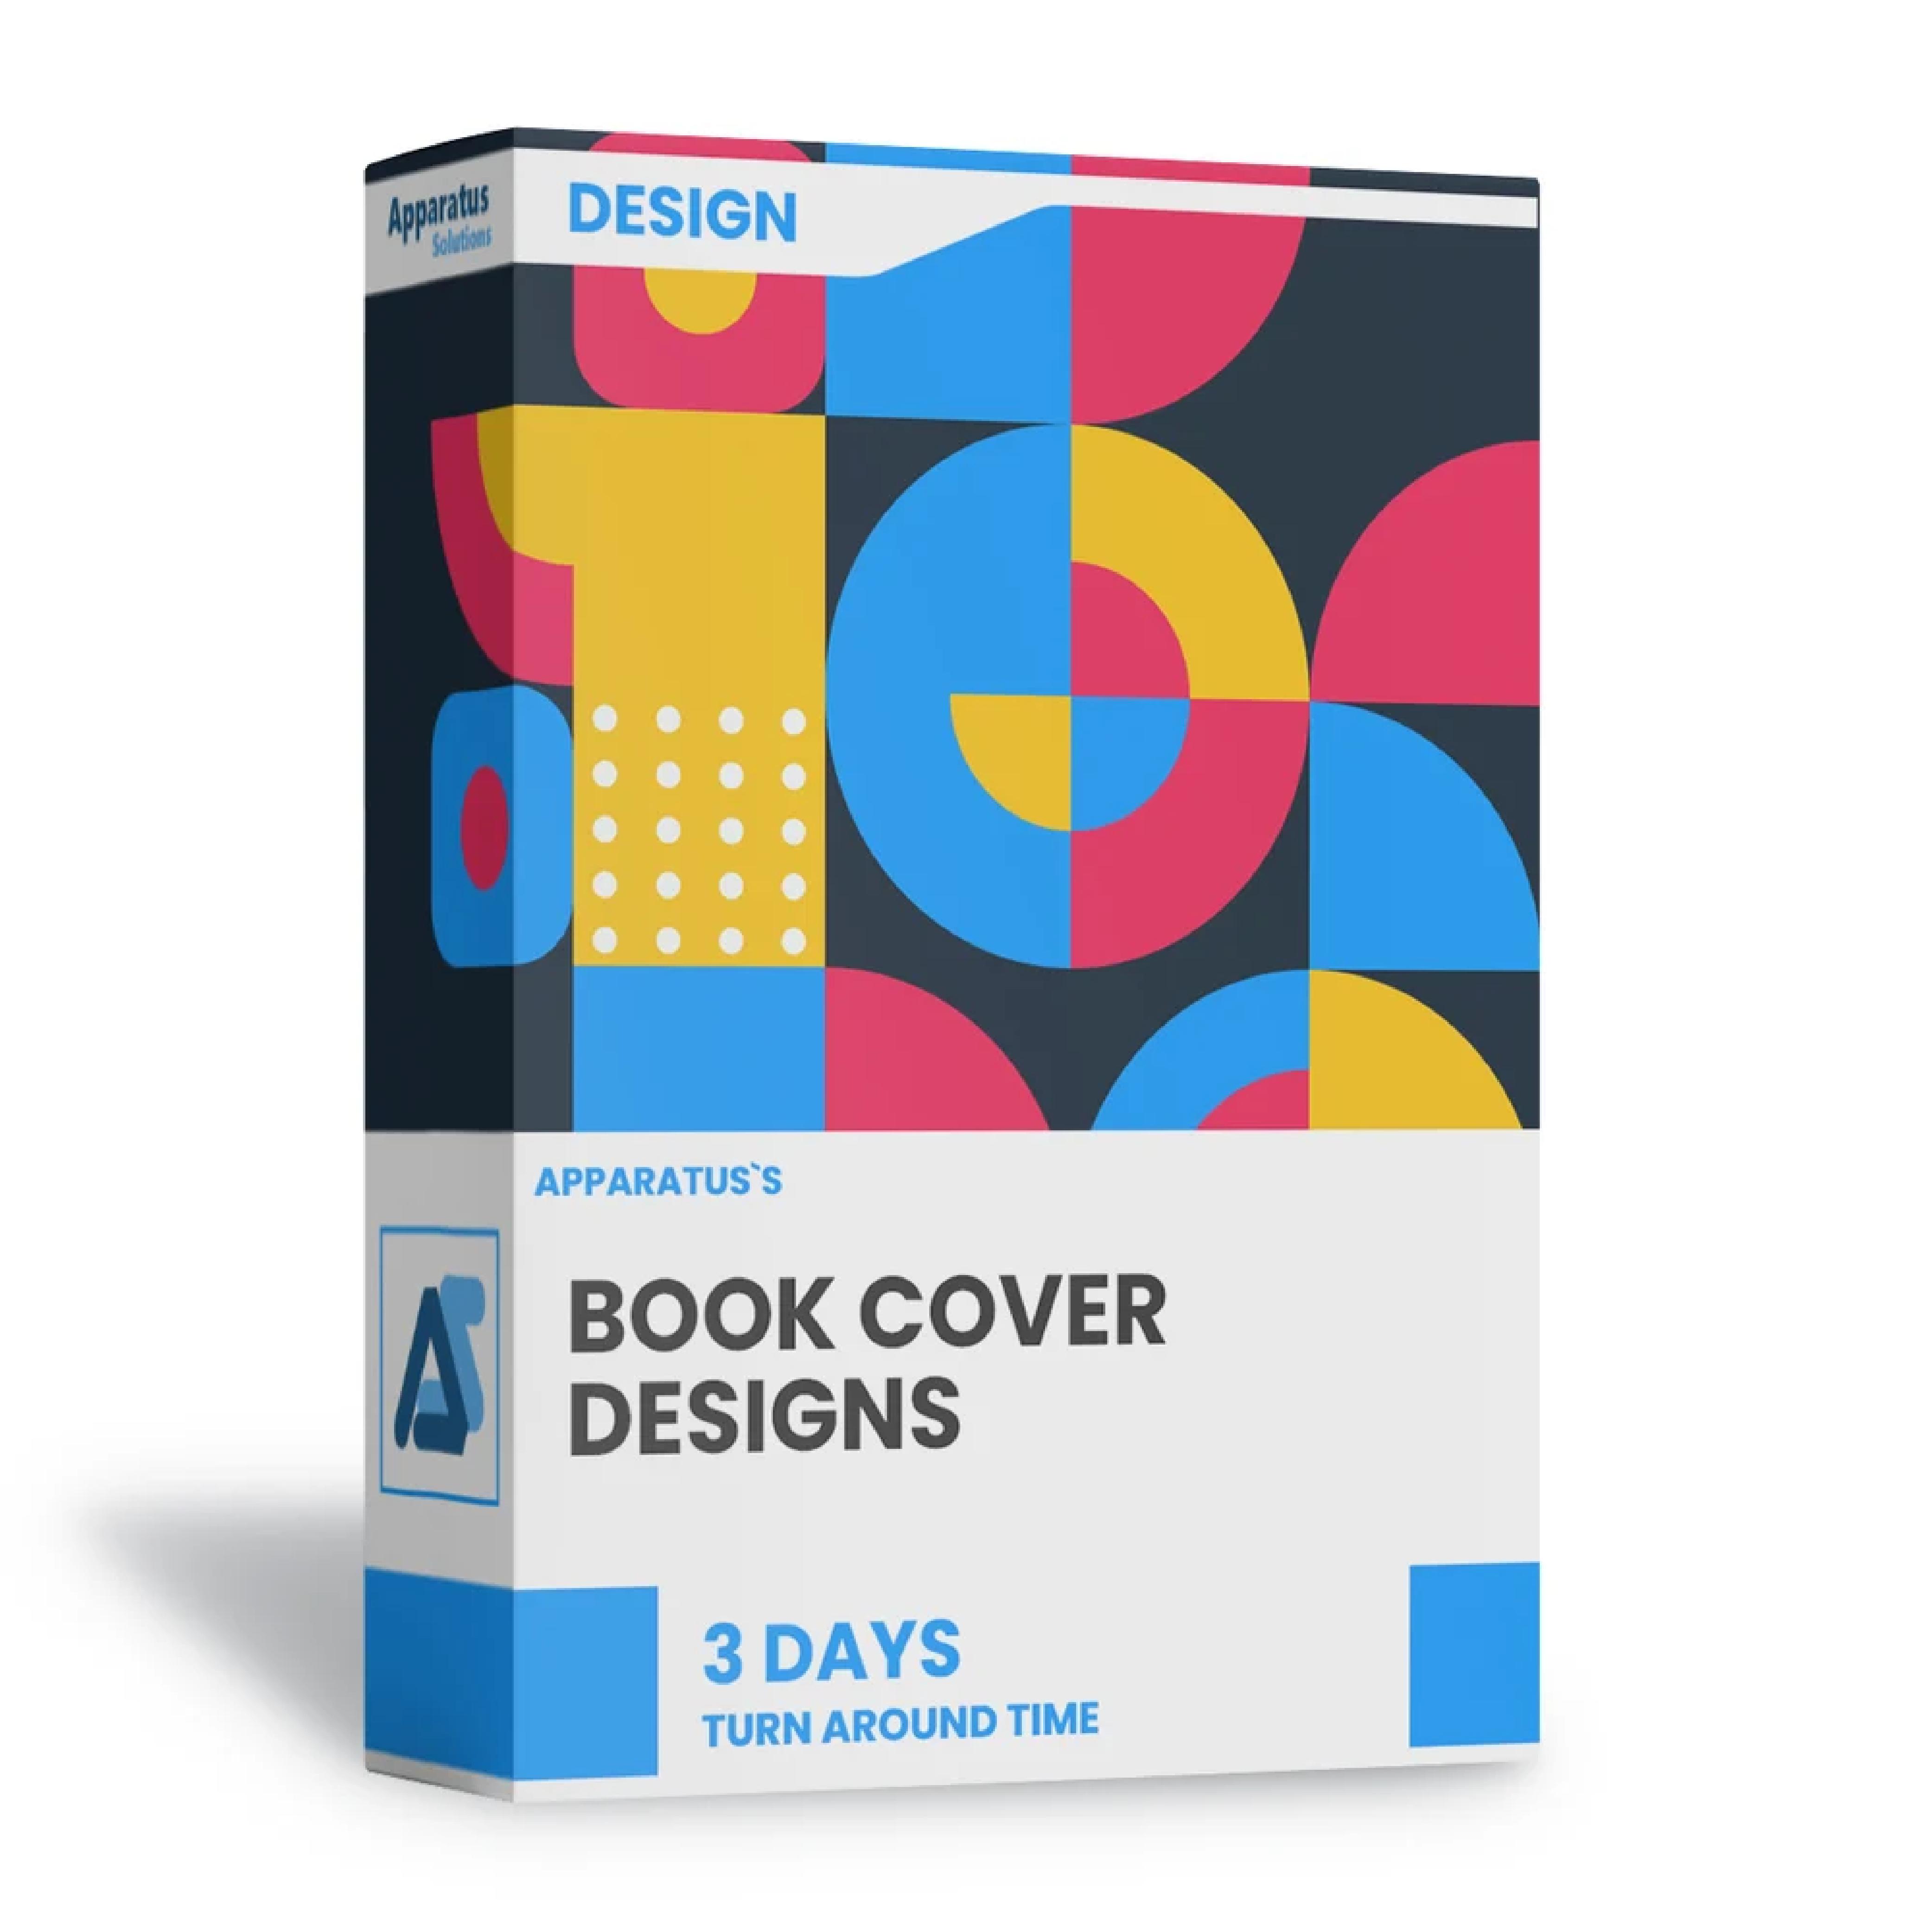 Apparatus
Solutions
DESIGN
APPARATUS`S
BOOK COVER
DESIGNS
3 DAYS
TURN AROUND TIME